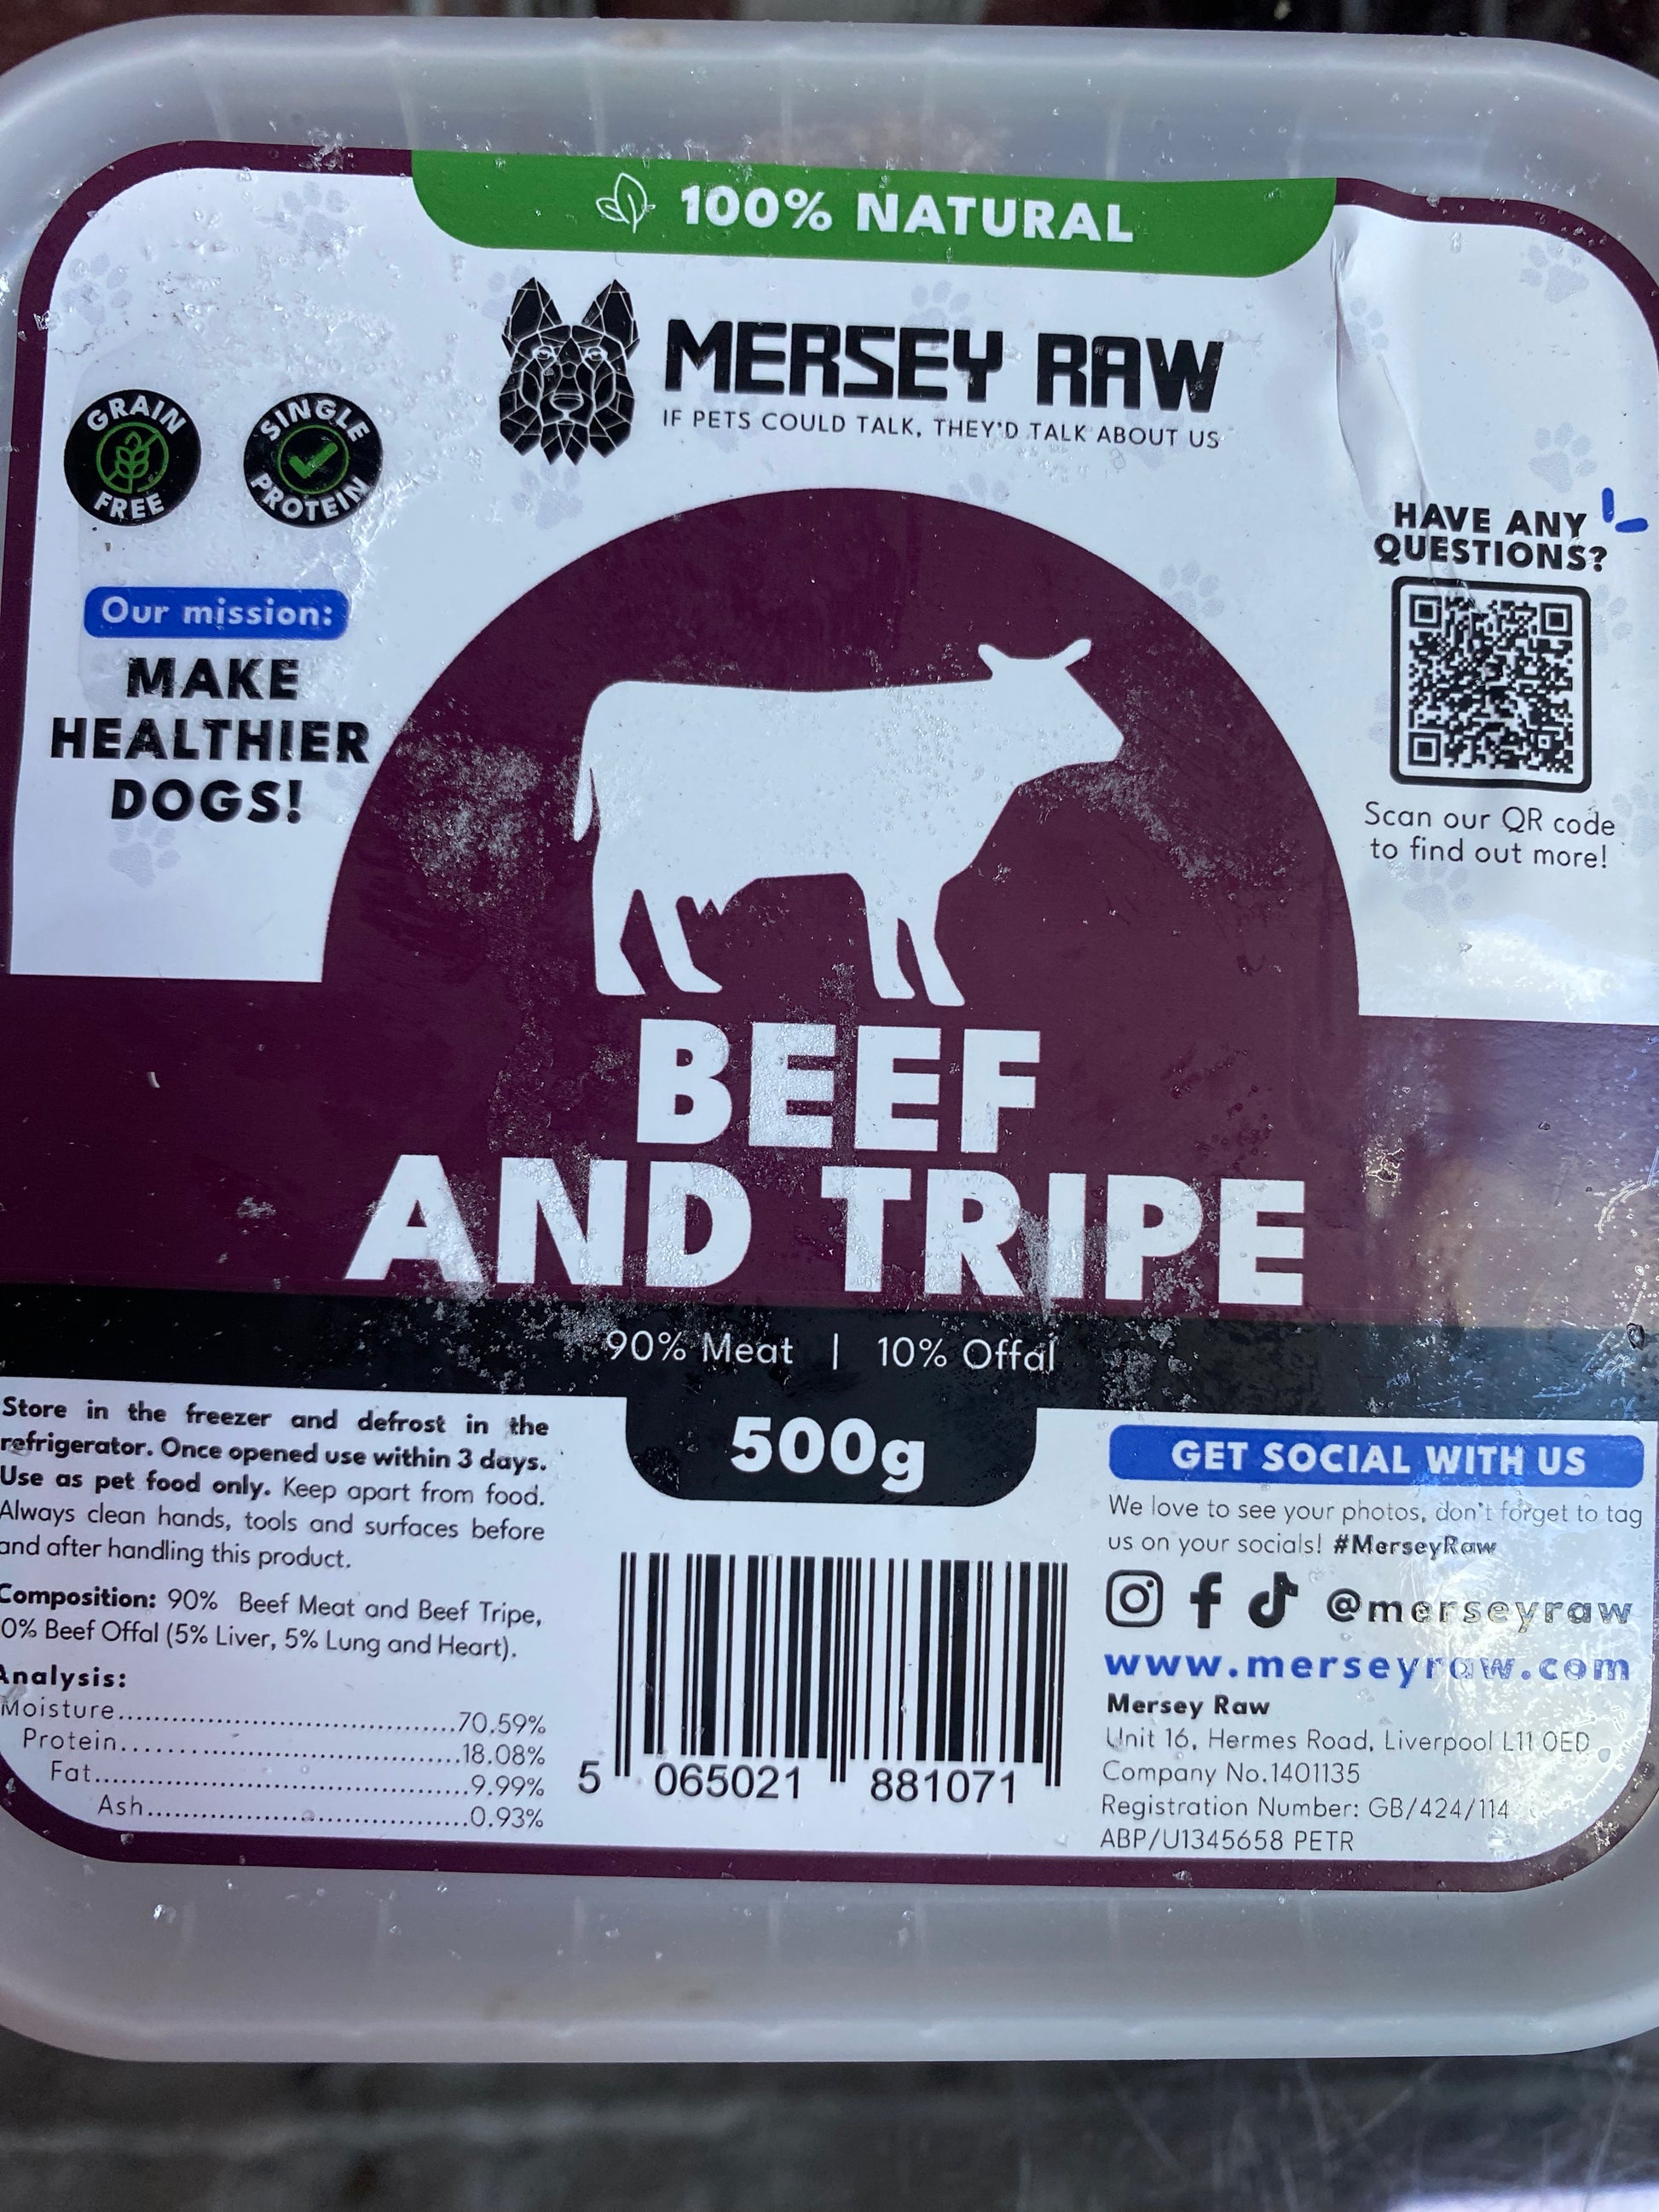 100% NATURAL
MERSEY RAW
IF PETS COULD TALK, THEY'D TALK ABOUT US
GRAIN
FREE
SINGLE
PROTEIN
Our mission:
MAKE
HEALTHIER
DOGS!
HAVE ANY
QUESTIONS?
Scan our QR code
to find out more!
BEEF
AND TRIPE
90% Meat | 10% Offal
500g
Store in the freezer and defrost in the
refrigerator. Once opened use within 3 days.
Use as pet food only. Keep apart from food.
Always clean hands, tools and surfaces before
and after handling this product.
Composition: 90% Beef Meat and Beef Tripe,
0% Beef Offal (5% Liver, 5% Lung and Heart).
Analysis:
Moisture..........70.59%
Protein..........18.08%
Fat..........9.99%
Ash..........0.93%
5 065021 881071
GET SOCIAL WITH US
We love to see your photos, don't forget to tag
us on your socials! #MerseyRaw
@merseyraw
www.merseyraw.com
Mersey Raw
Unit 16, Hermes Road, Liverpool L11 0ED
Company No.1401135
Registration Number: GB/424/114
ABP/U1345658 PETR